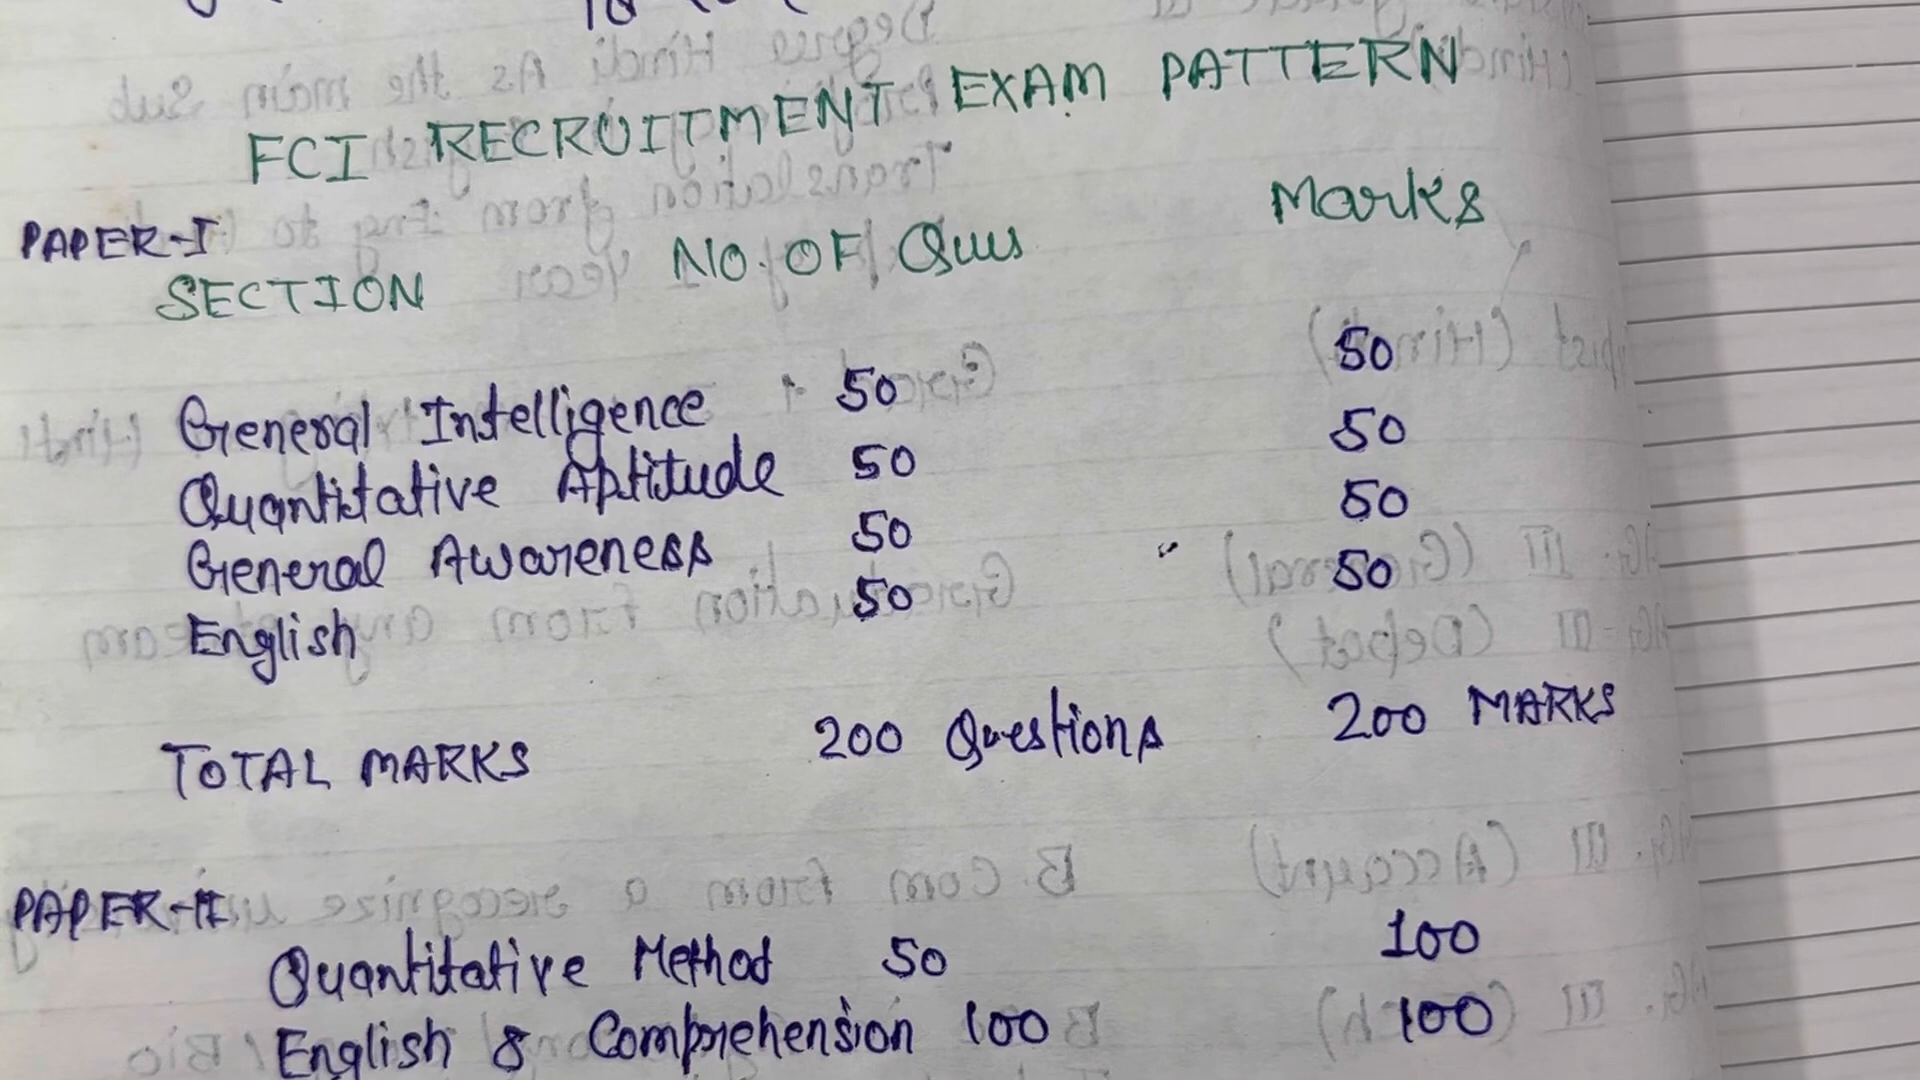 FCI RECRUITMENT EXAM PATTERN
PAPER-I
SECTION NO. OF Ques Marks
General Intelligence 50 50
Quantitative Aptitude 50 50
General Awareness 50 50
English 50 50
TOTAL MARKS 200 Questions 200 MARKS
PAPER-II
Quantitative Method 50 100
English & Comprehension 100 100